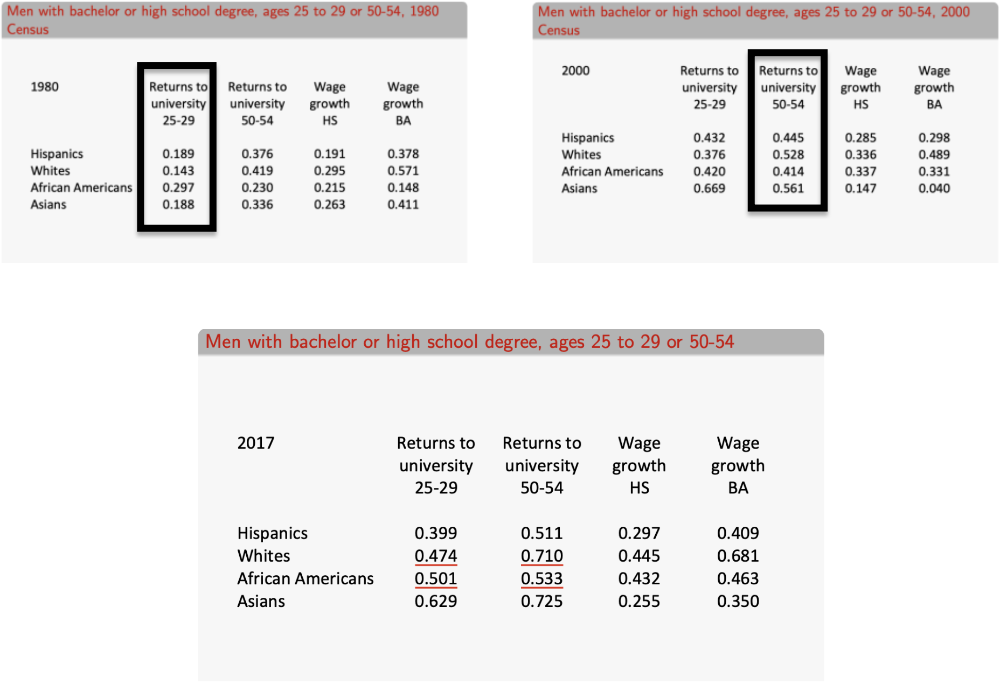 Men with bachelor or high school degree, ages 25 to 29 or 50-54, 1980
Census
1980 Returns to Returns to Wage Wage
university university growth growth
25-29 50-54 HS BA
Hispanics 0.189 0.376 0.191 0.378
Whites 0.143 0.419 0.295 0.571
African Americans 0.297 0.230 0.215 0.148
Asians 0.188 0.336 0.263 0.411
Men with bachelor or high school degree, ages 25 to 29 or 50-54, 2000
Census
2000 Returns to Returns to Wage Wage
university university growth growth
25-29 50-54 HS BA
Hispanics 0.432 0.445 0.285 0.298
Whites 0.376 0.528 0.336 0.489
African Americans 0.420 0.414 0.337 0.331
Asians 0.669 0.561 0.147 0.040
Men with bachelor or high school degree, ages 25 to 29 or 50-54
2017 Returns to Returns to Wage Wage
university university growth growth
25-29 50-54 HS BA
Hispanics 0.399 0.511 0.297 0.409
Whites 0.474 0.710 0.445 0.681
African Americans 0.501 0.533 0.432 0.463
Asians 0.629 0.725 0.255 0.350